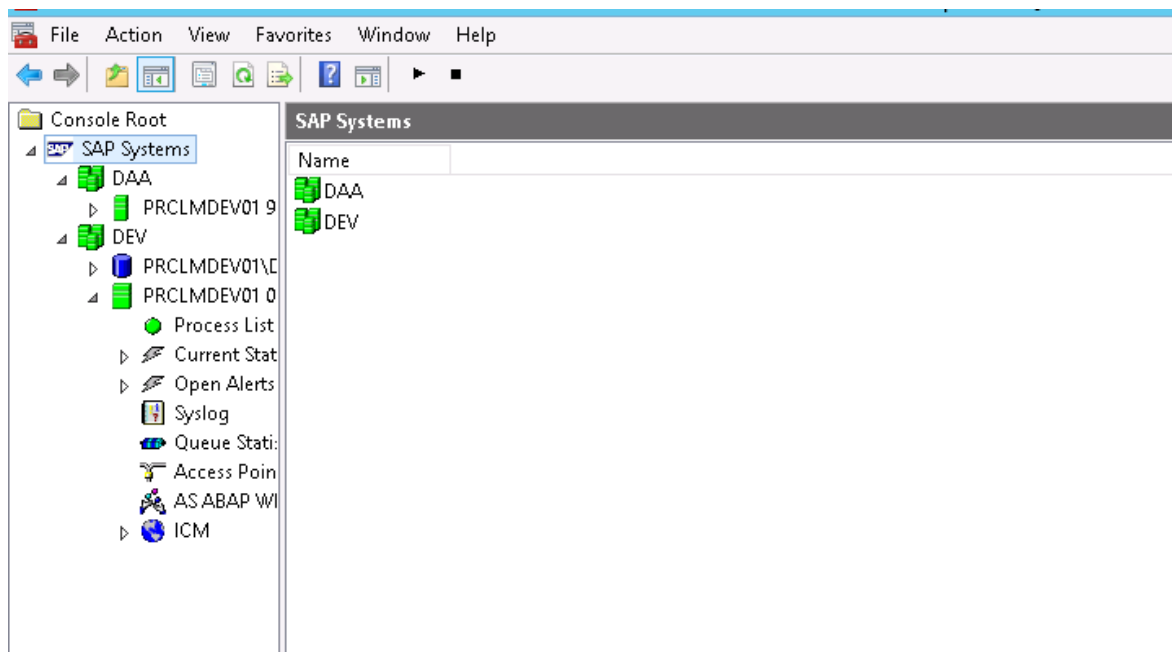 File Action View Favorites Window Help
Console Root
SAP SAP Systems
DAA
PRCLMDEV01 9
DEV
PRCLMDEV01\D
PRCLMDEV01 0
Process List
Current Stat
Open Alerts
Syslog
Queue Stati
Access Poin
AS ABAP WI
ICM
SAP Systems
Name
DAA
DEV